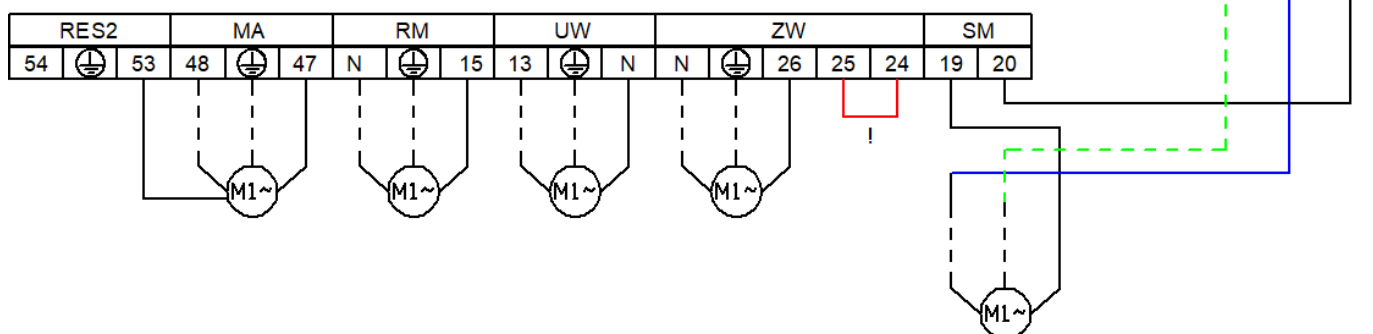 RES2 MA RM UW ZW SM
54 53 48 47 N 15 13 N N 26 25 24 19 20
!
M1~ M1~ M1~ M1~
M1~